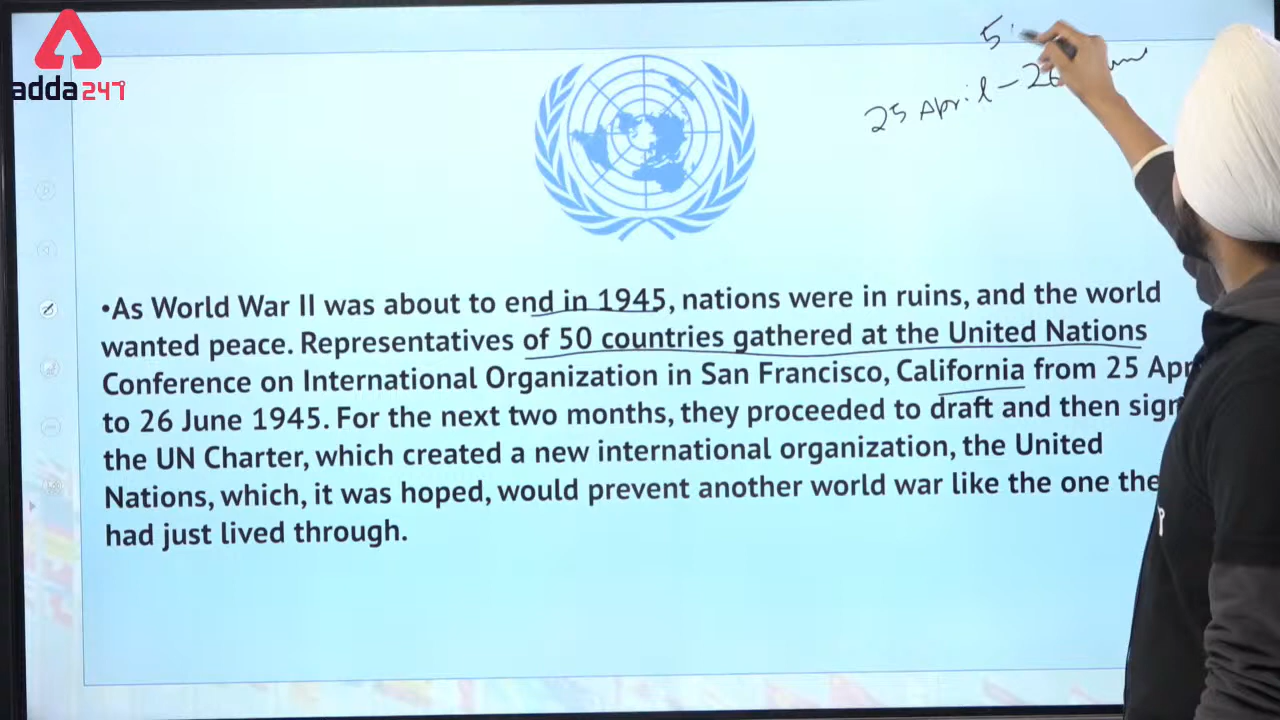 adda247
5
25 April - 26
•As World War II was about to end in 1945, nations were in ruins, and the world
wanted peace. Representatives of 50 countries gathered at the United Nations
Conference on International Organization in San Francisco, California from 25 Apr
to 26 June 1945. For the next two months, they proceeded to draft and then sign
the UN Charter, which created a new international organization, the United
Nations, which, it was hoped, would prevent another world war like the one the
had just lived through.